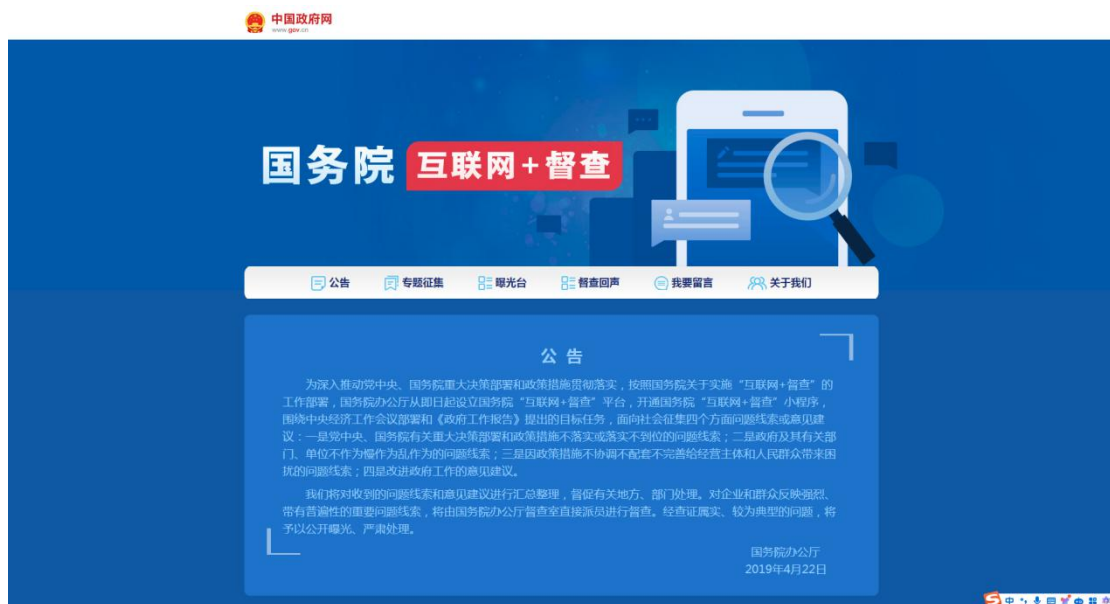 中国政府网
www.gov.cn
国务院 互联网+督查
公告 专题征集 曝光台 督查回声 我要留言 关于我们
公 告
为深入推动党中央、国务院重大决策部署和政策措施贯彻落实，按照国务院关于实施“互联网+督查”的
工作部署，国务院办公厅从即日起设立国务院“互联网+督查”平台，开通国务院“互联网+督查”小程序，
围绕中央经济工作会议部署和《政府工作报告》提出的目标任务，面向社会征集四个方面问题线索或意见建
议：一是党中央、国务院有关重大决策部署和政策措施不落实或落实不到位的问题线索；二是政府及其有关部
门、单位不作为慢作为乱作为的问题线索；三是因政策措施不协调不配套不完善给经营主体和人民群众带来困
扰的问题线索；四是改进政府工作的意见建议。
我们将对收到的问题线索和意见建议进行汇总整理，督促有关地方、部门处理。对企业和群众反映强烈、
带有普遍性的重要问题线索，将由国务院办公厅督查室直接派员进行督查。经查证属实、较为典型的问题，将
予以公开曝光、严肃处理。
国务院办公厅
2019年4月22日
中